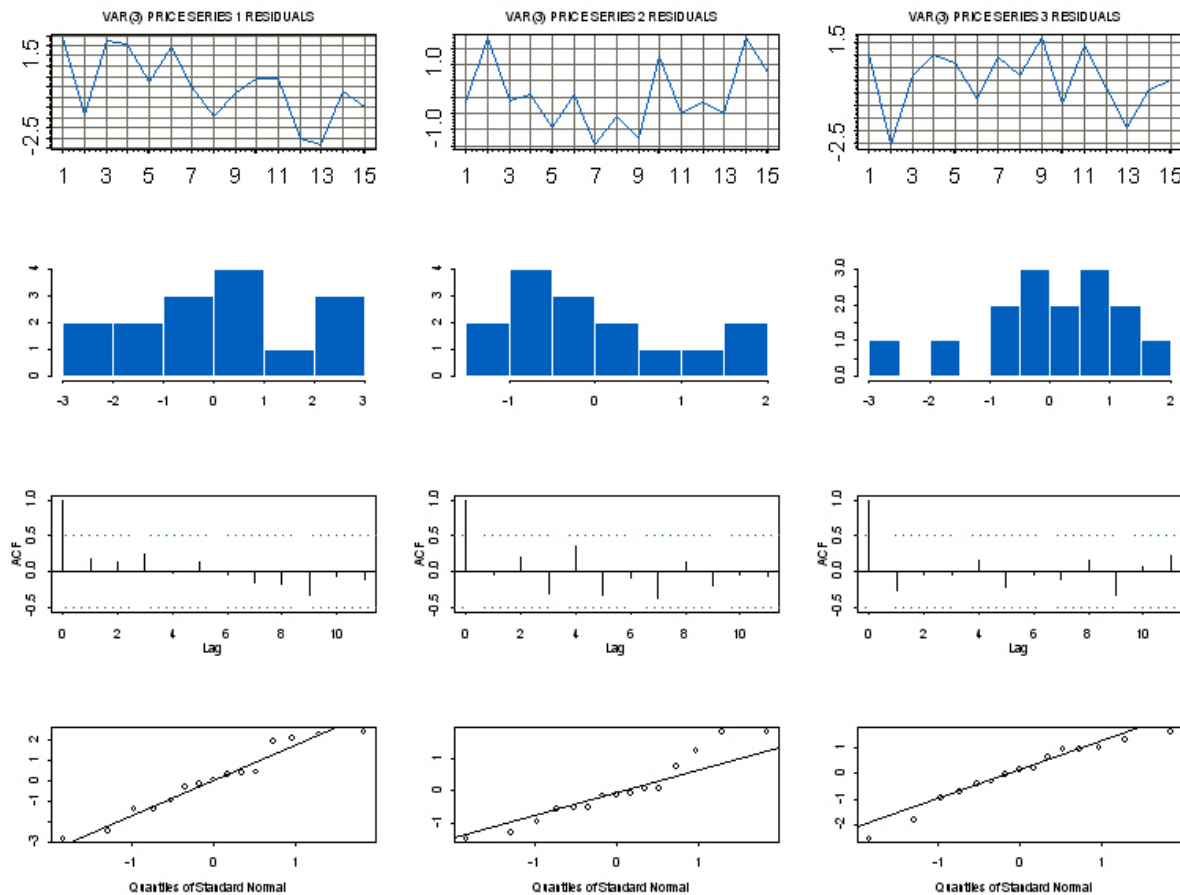 VAR(3) PRICE SERIES 1 RESIDUALS
VAR(3) PRICE SERIES 2 RESIDUALS
VAR(3) PRICE SERIES 3 RESIDUALS
1.5
-2.5
1 3 5 7 9 11 13 15
1.0
-1.0
1 3 5 7 9 11 13 15
1.5
-2.5
1 3 5 7 9 11 13 15
4
3
2
1
0
-3 -2 -1 0 1 2 3
4
3
2
1
0
-1 0 1 2
3.0
2.0
1.0
0.0
-3 -2 -1 0 1 2
ACF
1.0
0.5
0.0
-0.5
0 2 4 6 8 10
Lag
ACF
1.0
0.5
0.0
-0.5
0 2 4 6 8 10
Lag
ACF
1.0
0.5
0.0
-0.5
0 2 4 6 8 10
Lag
2
1
0
-1
-3
-1 0 1
Quantiles of Standard Normal
1
0
-1
-1 0 1
Quantiles of Standard Normal
1
0
-2
-1 0 1
Quantiles of Standard Normal